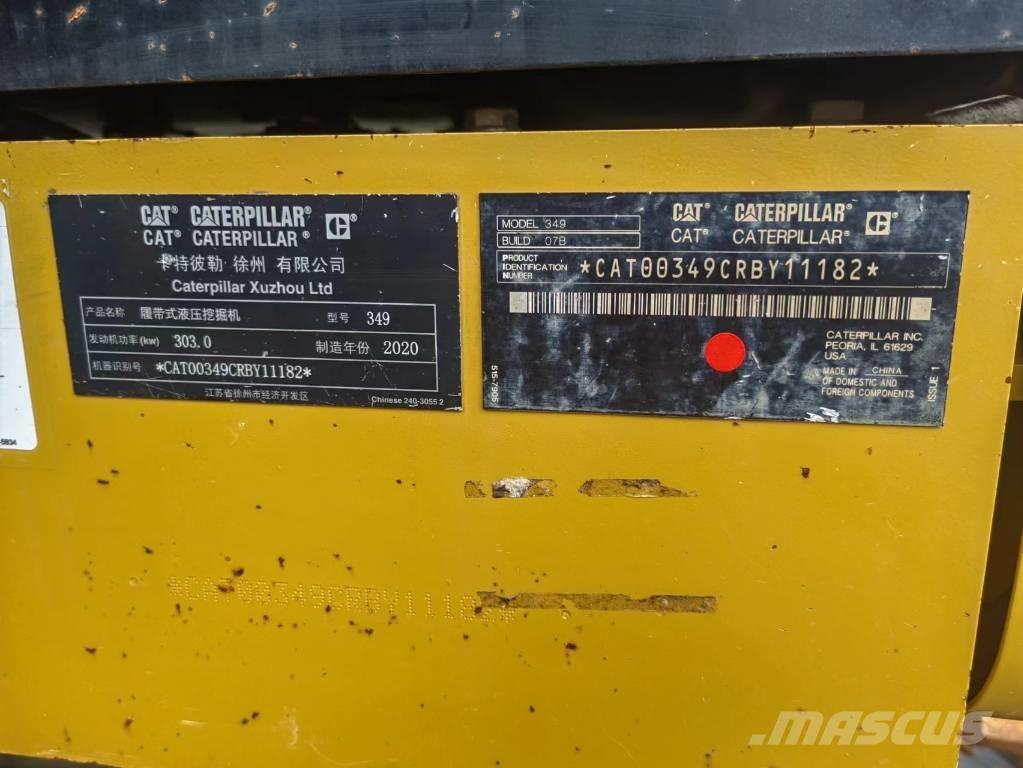 CAT® CATERPILLAR®
CAT® CATERPILLAR®
卡特彼勒 徐州 有限公司
Caterpillar Xuzhou Ltd
产品名称 履带式液压挖掘机 型号 349
发动机功率(kw) 303.0 制造年份 2020
机器识别号 *CAT00349CRBY11182*
江苏省徐州市经济开发区 Chinese 240-3055 2
MODEL 349
BUILD 07B
CAT® CATERPILLAR®
CAT® CATERPILLAR®
PRODUCT
IDENTIFICATION
NUMBER
*CAT00349CRBY11182*
CATERPILLAR INC.
PEORIA, IL 61629
USA
MADE IN CHINA
OF DOMESTIC AND
FOREIGN COMPONENTS
515-7905
ISSUE 1
*CAT00349CRBY11182*
MASCUS